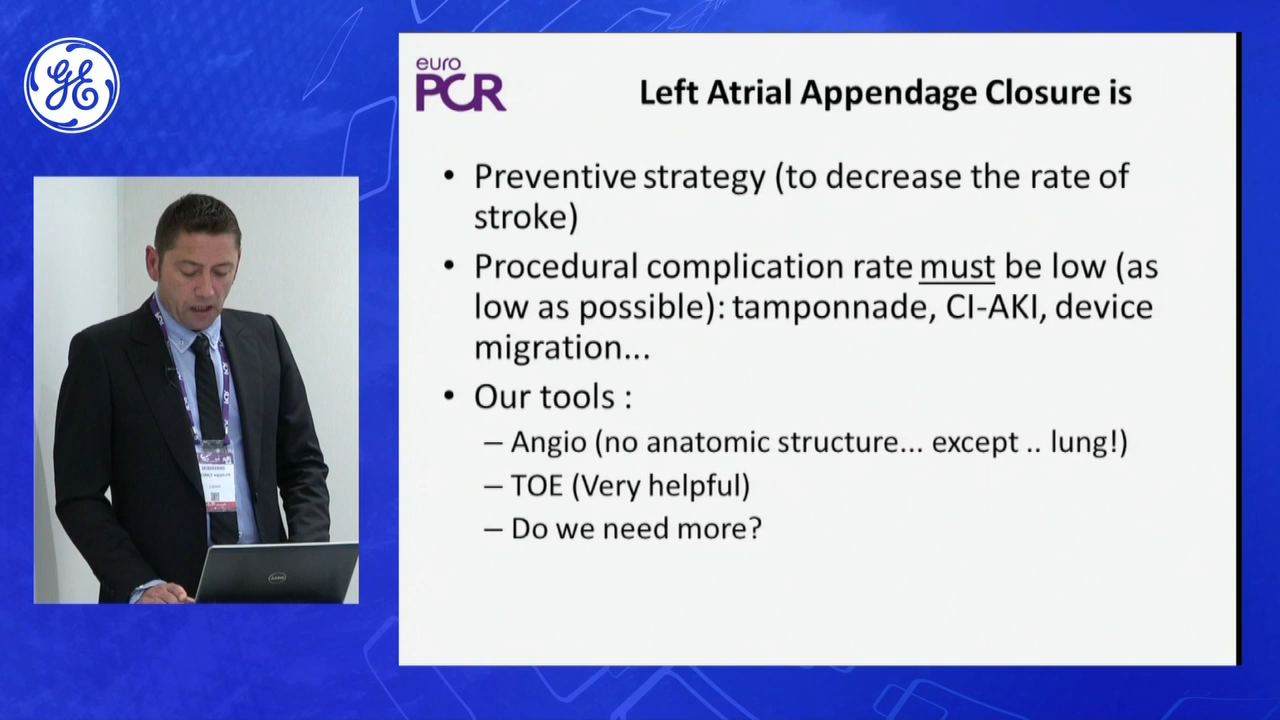 GE
euro
PCR
Left Atrial Appendage Closure is
• Preventive strategy (to decrease the rate of
stroke)
• Procedural complication rate must be low (as
low as possible): tamponnade, CI-AKI, device
migration...
• Our tools :
– Angio (no anatomic structure... except .. lung!)
– TOE (Very helpful)
– Do we need more?
DELL